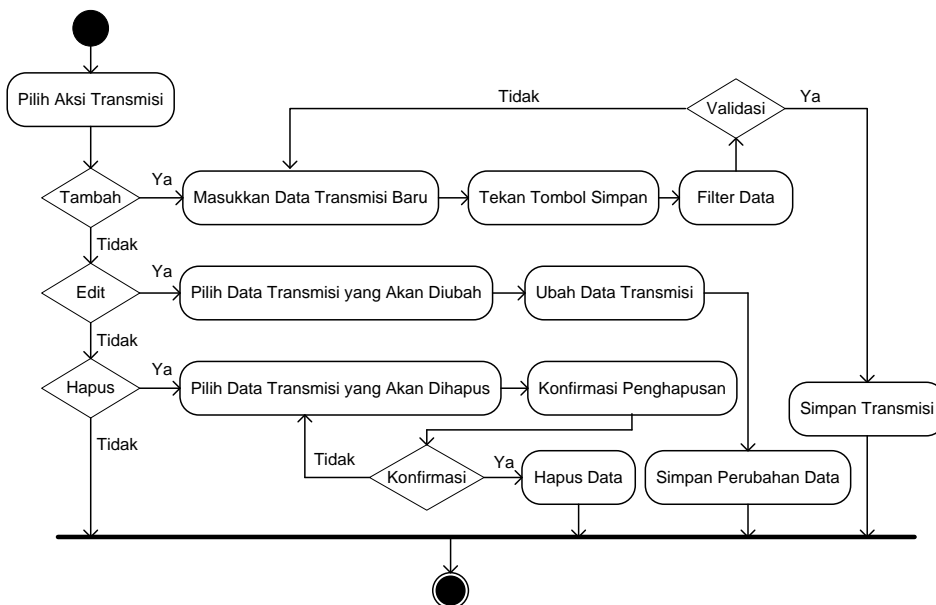 Pilih Aksi Transmisi
Tidak
Validasi
Ya
Tambah
Ya
Masukkan Data Transmisi Baru
Tekan Tombol Simpan
Filter Data
Tidak
Edit
Ya
Pilih Data Transmisi yang Akan Diubah
Ubah Data Transmisi
Tidak
Hapus
Ya
Pilih Data Transmisi yang Akan Dihapus
Konfirmasi Penghapusan
Simpan Transmisi
Tidak
Tidak
Konfirmasi
Ya
Hapus Data
Simpan Perubahan Data